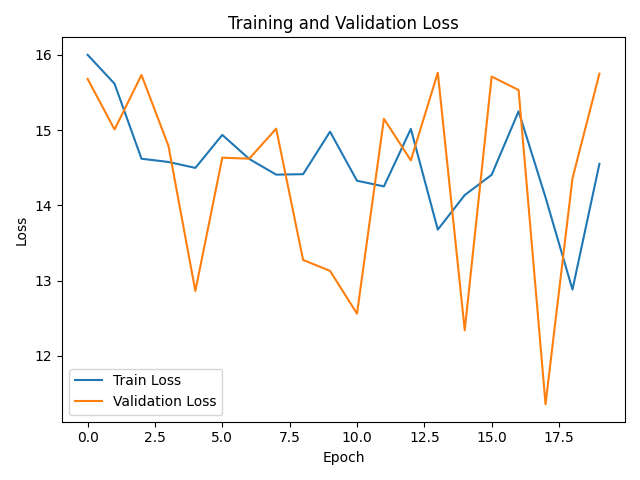 Training and Validation Loss
16
15
14
13
12
Loss
Train Loss
Validation Loss
0.0 2.5 5.0 7.5 10.0 12.5 15.0 17.5
Epoch